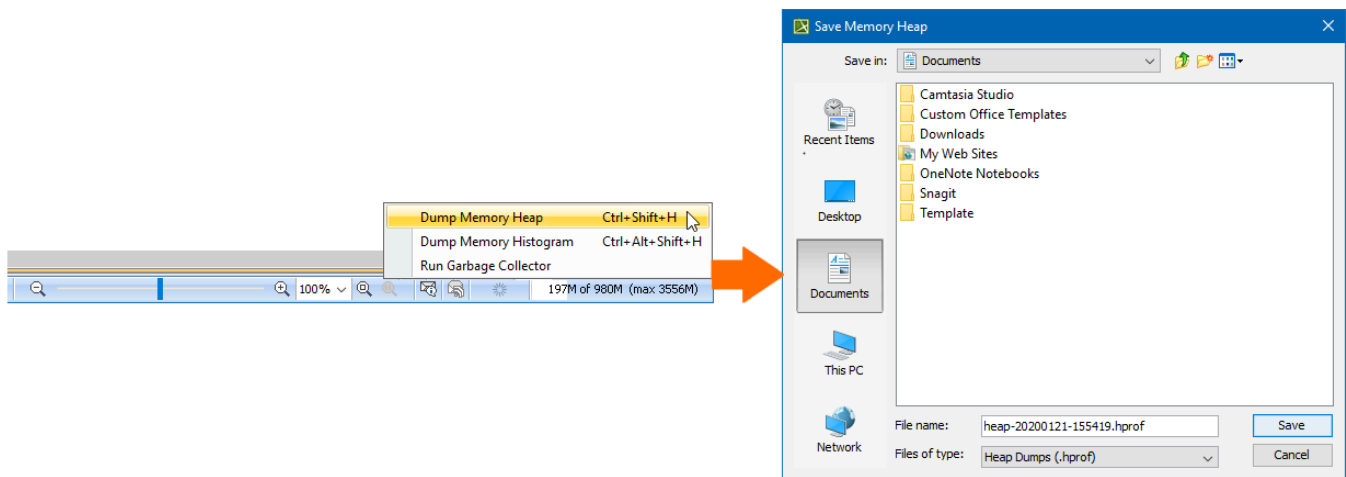 Dump Memory Heap Ctrl+Shift+H
Dump Memory Histogram Ctrl+Alt+Shift+H
Run Garbage Collector
100%
197M of 980M (max 3556M)
Save Memory Heap
Save in: Documents
Recent Items
Desktop
Documents
This PC
Network
Camtasia Studio
Custom Office Templates
Downloads
My Web Sites
OneNote Notebooks
Snagit
Template
File name: heap-20200121-155419.hprof Save
Files of type: Heap Dumps (.hprof) Cancel